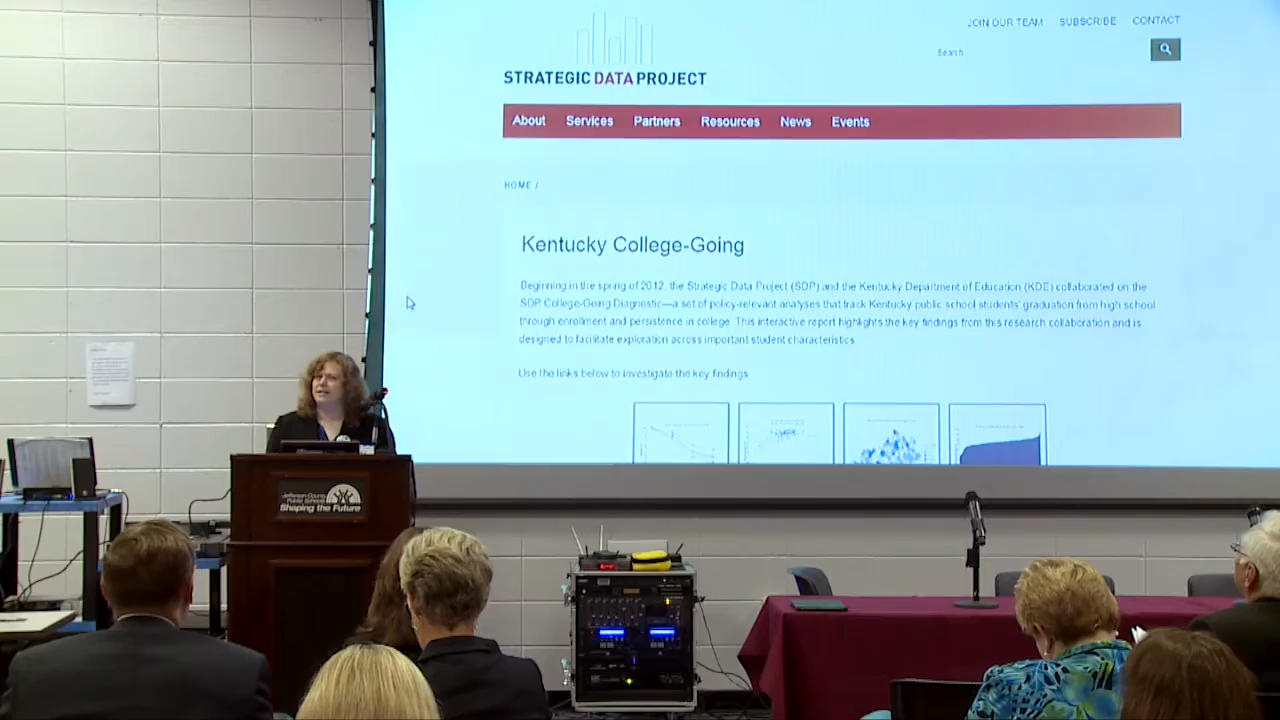 JOIN OUR TEAM SUBSCRIBE CONTACT
Search
STRATEGIC DATA PROJECT
About Services Partners Resources News Events
HOME /
Kentucky College-Going
Beginning in the spring of 2012, the Strategic Data Project (SDP) and the Kentucky Department of Education (KDE) collaborated on the
SDP College-Going Diagnostic—a set of policy-relevant analyses that track Kentucky public school students' graduation from high school
through enrollment and persistence in college. This interactive report highlights the key findings from this research collaboration and is
designed to facilitate exploration across important student characteristics.
Use the links below to investigate the key findings
Jefferson County
Public Schools
Shaping the Future